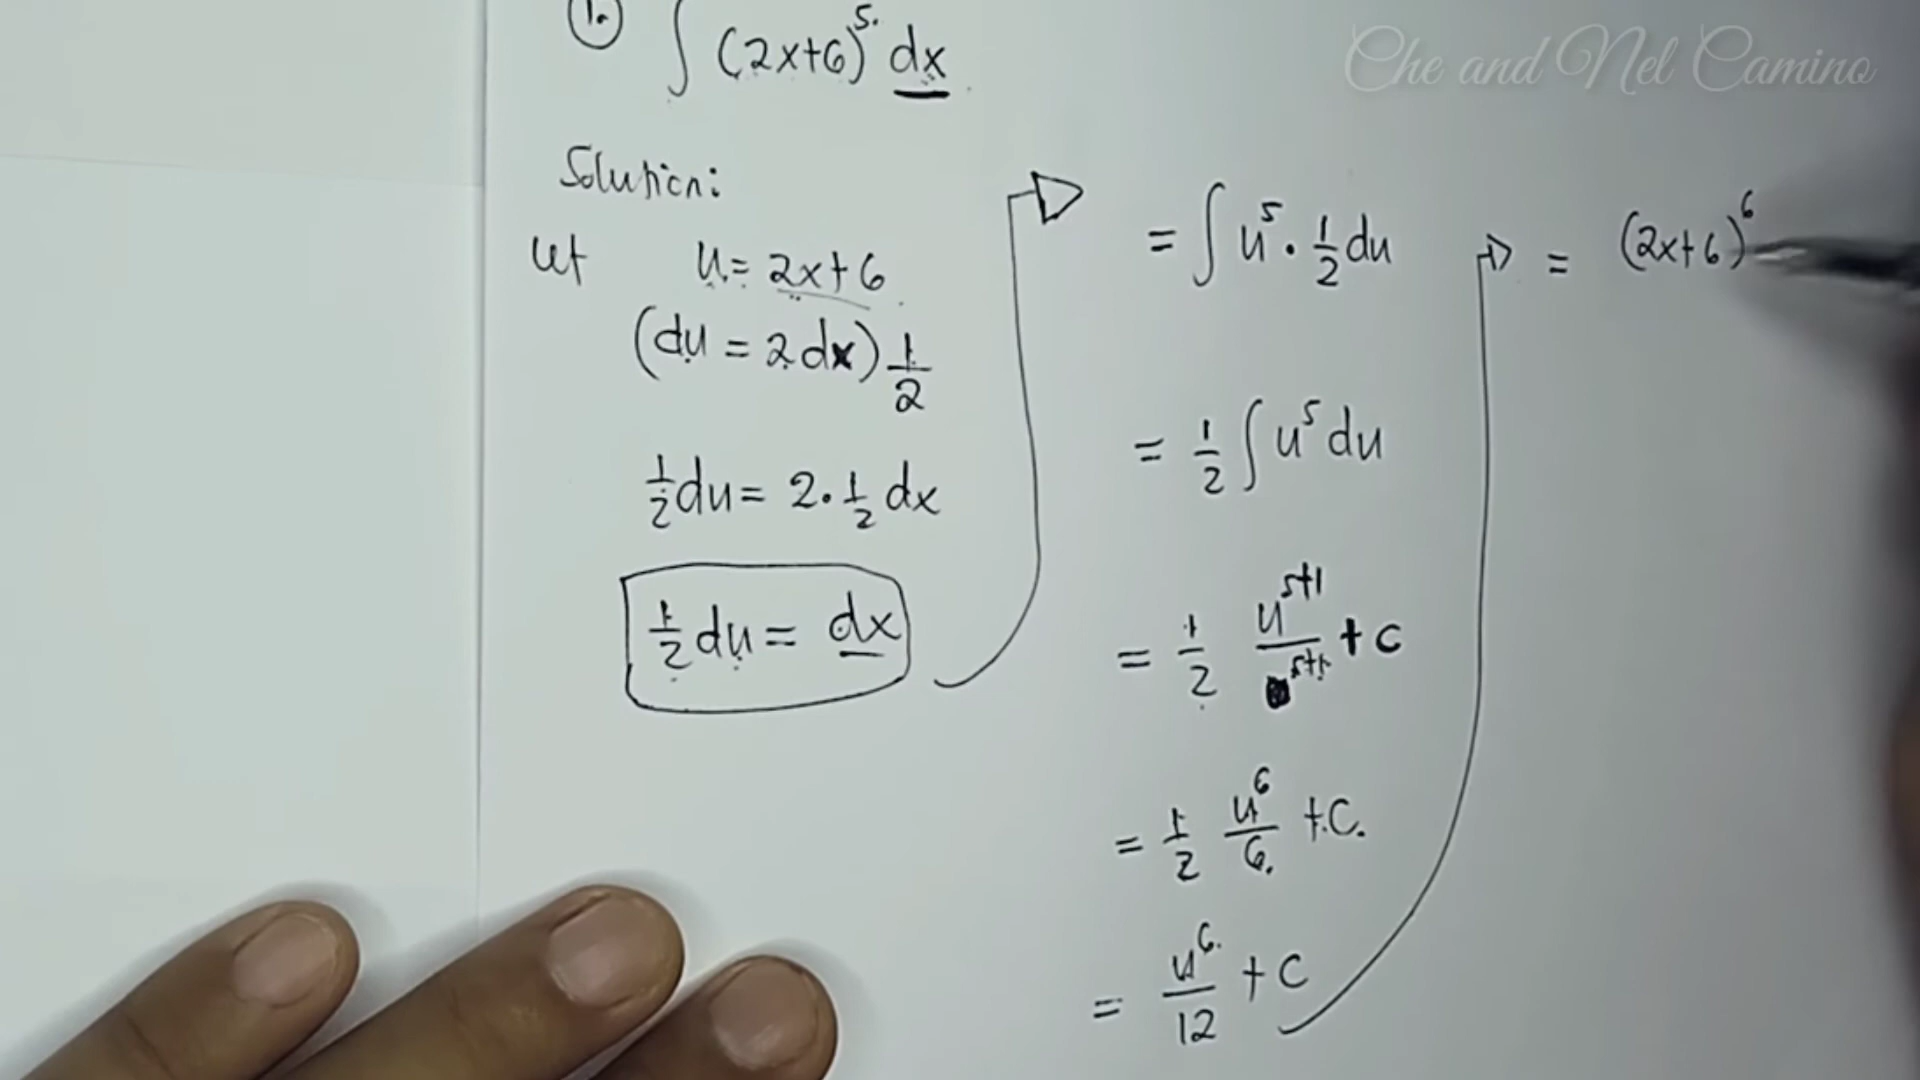 1.
∫ (2x+6)^5 dx
Che and Nel Camino
Solution:
Let u = 2x+6
(du = 2dx) 1/2
1/2 du = 2 · 1/2 dx
1/2 du = dx
= ∫ u^5 · 1/2 du
= 1/2 ∫ u^5 du
= 1/2 u^(5+1)/(5+1) + c
= 1/2 u^6/6 + C.
= u^6/12 + C
= (2x+6)^6